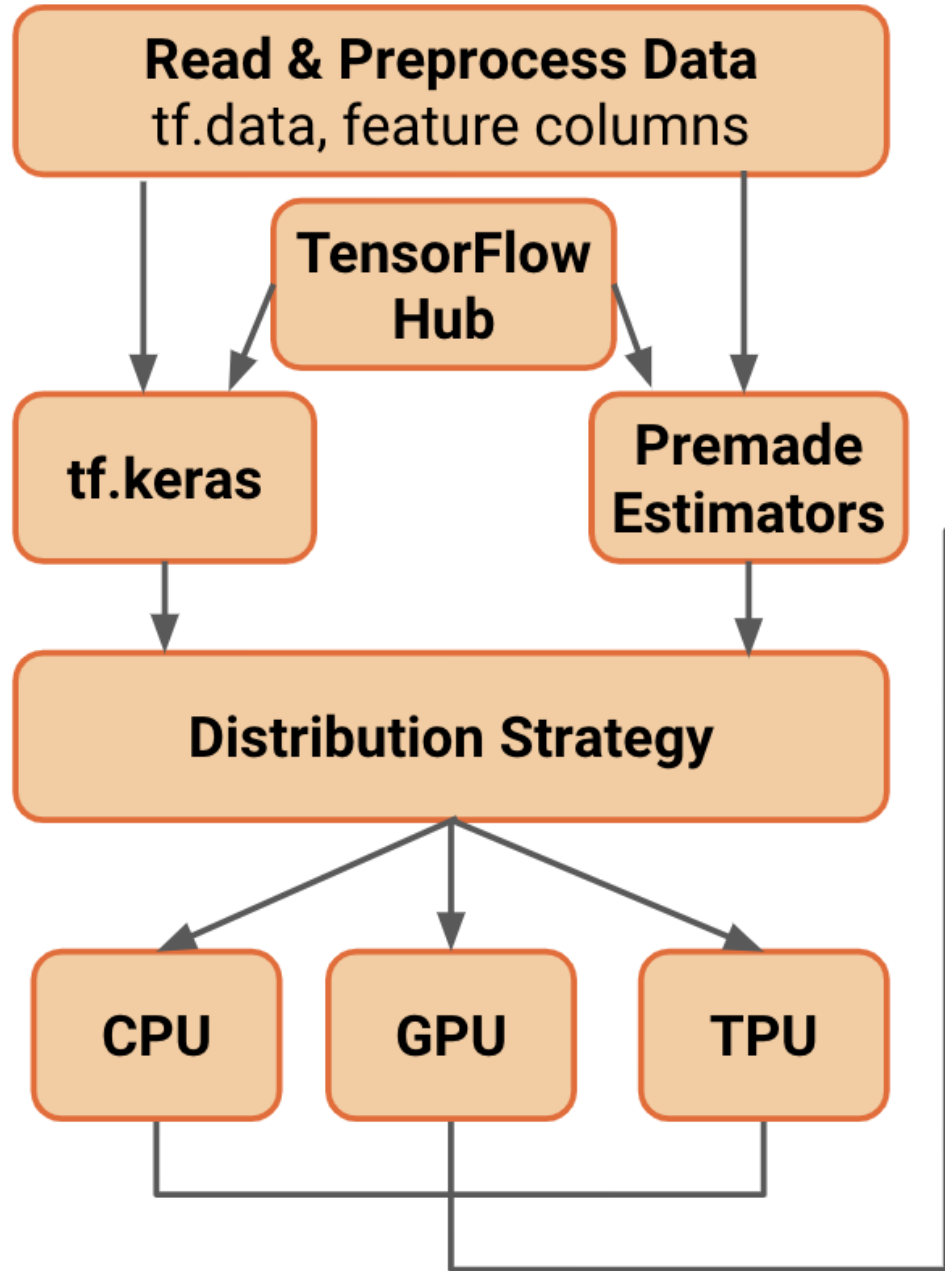 Read & Preprocess Data
tf.data, feature columns
TensorFlow
Hub
tf.keras
Premade
Estimators
Distribution Strategy
CPU
GPU
TPU